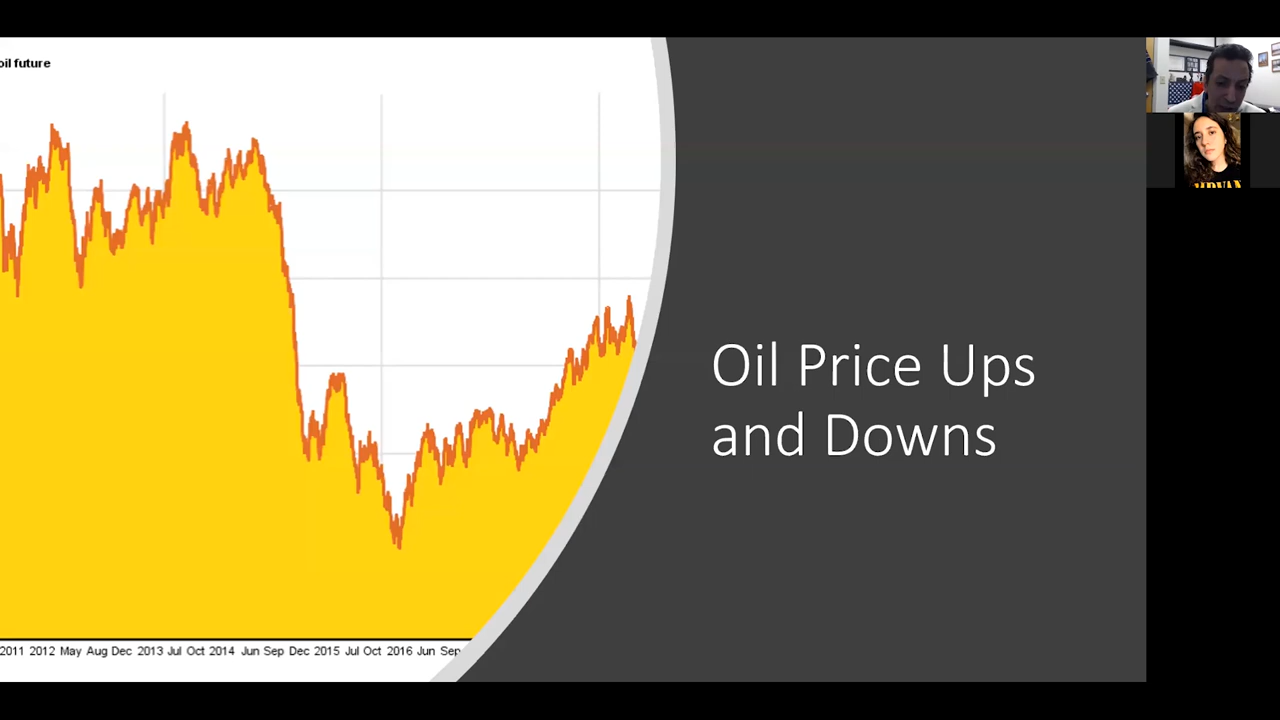 oil future
Oil Price Ups
and Downs
2011 2012 May Aug Dec 2013 Jul Oct 2014 Jun Sep Dec 2015 Jul Oct 2016 Jun Sep